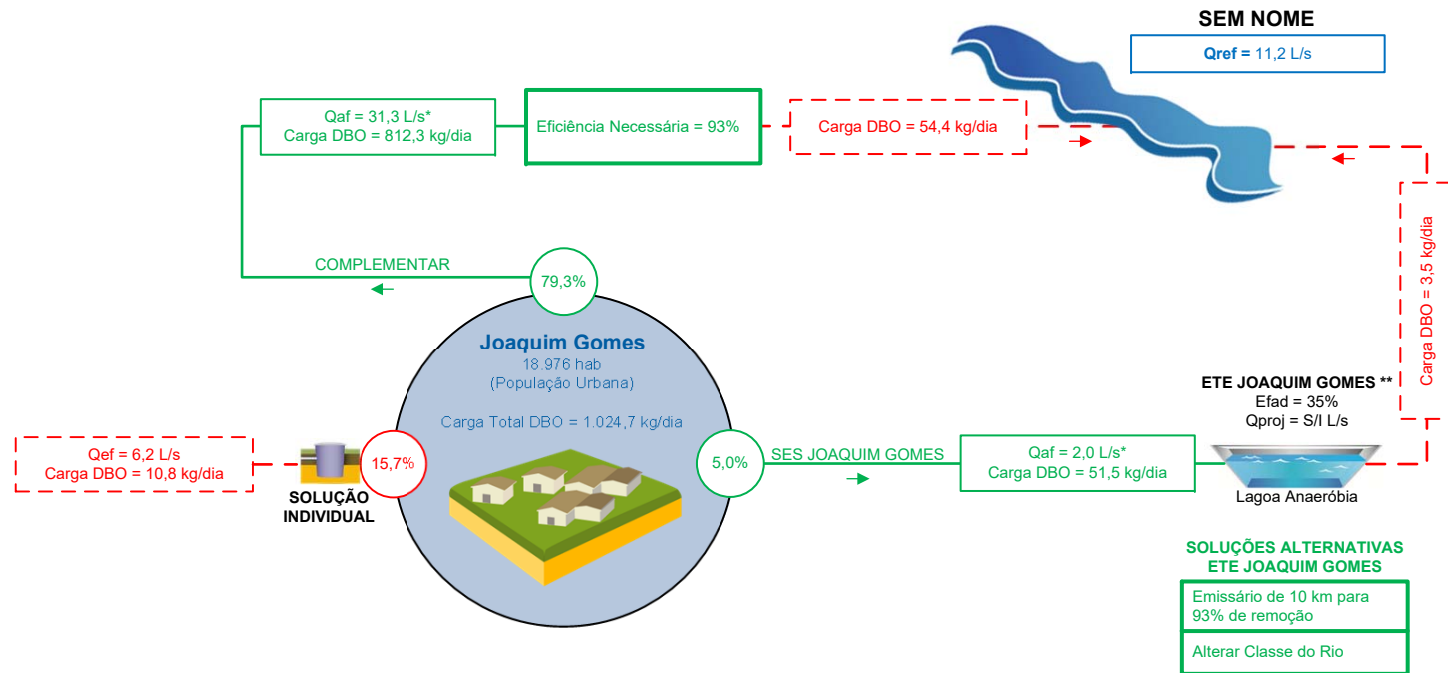 SEM NOME
Qref = 11,2 L/s
Qaf = 31,3 L/s*
Carga DBO = 812,3 kg/dia
Eficiência Necessária = 93%
Carga DBO = 54,4 kg/dia
Carga DBO = 3,5 kg/dia
COMPLEMENTAR
79,3%
Joaquim Gomes
18.976 hab
(População Urbana)
Carga Total DBO = 1.024,7 kg/dia
Qef = 6,2 L/s
Carga DBO = 10,8 kg/dia
SOLUÇÃO
INDIVIDUAL
15,7%
5,0%
SES JOAQUIM GOMES
Qaf = 2,0 L/s*
Carga DBO = 51,5 kg/dia
ETE JOAQUIM GOMES **
Efad = 35%
Qproj = S/I L/s
Lagoa Anaeróbia
SOLUÇÕES ALTERNATIVAS
ETE JOAQUIM GOMES
Emissário de 10 km para
93% de remoção
Alterar Classe do Rio